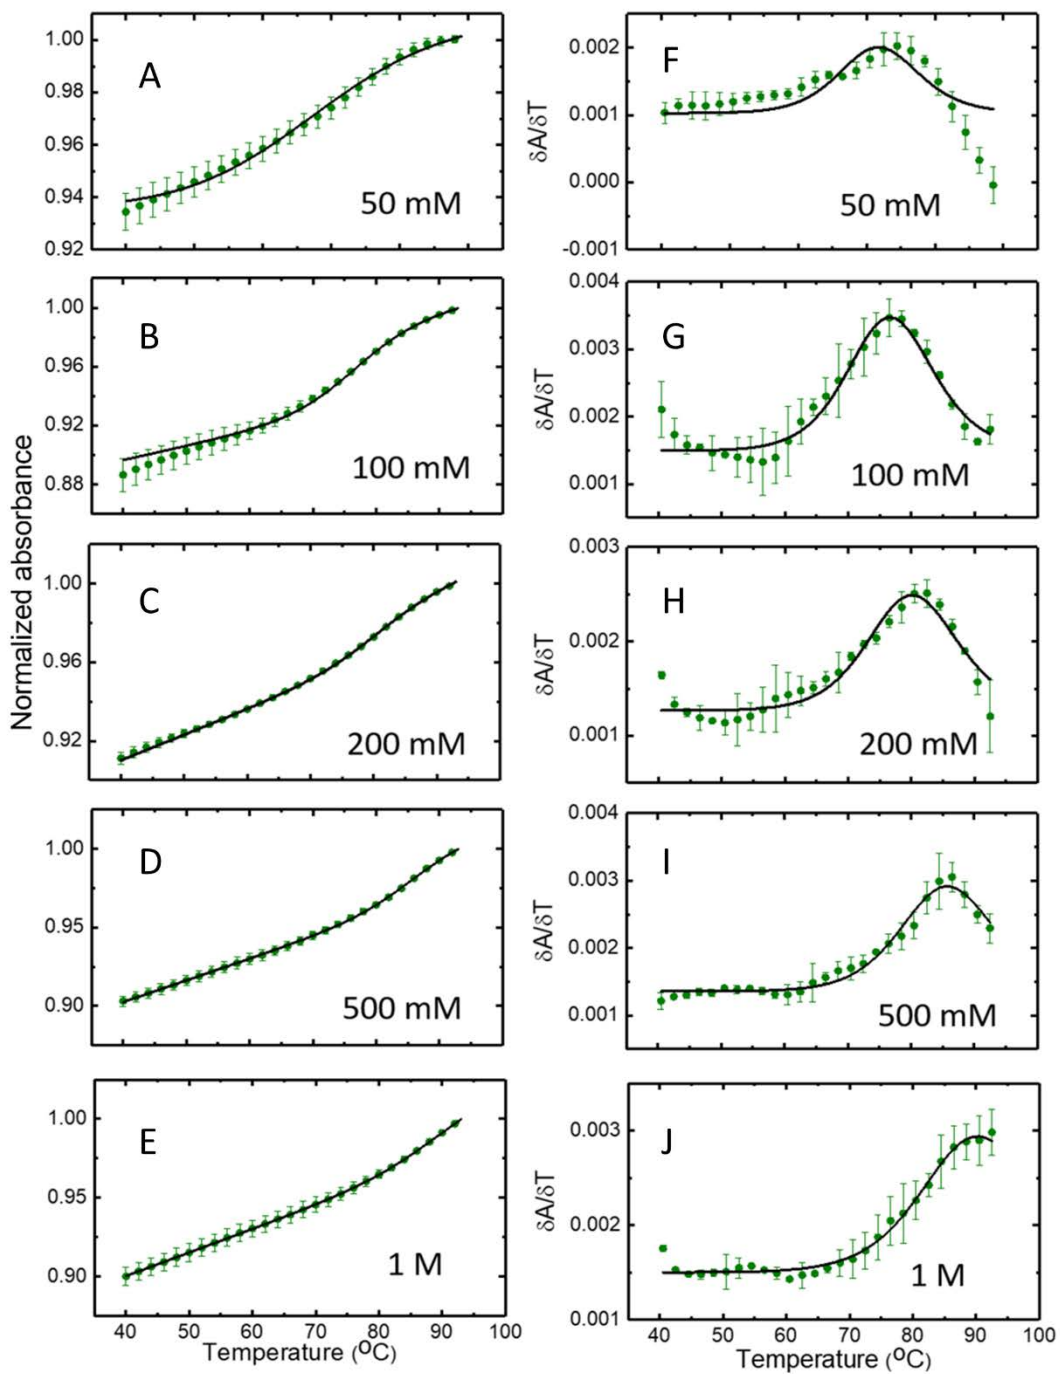 1.00
0.98
0.96
0.94
0.92
A
50 mM
0.002
0.001
0.000
-0.001
δA/δT
F
50 mM
1.00
0.96
0.92
0.88
B
100 mM
0.004
0.003
0.002
0.001
δA/δT
G
100 mM
Normalized absorbance
1.00
0.96
0.92
C
200 mM
0.003
0.002
0.001
δA/δT
H
200 mM
1.00
0.95
0.90
D
500 mM
0.004
0.003
0.002
0.001
δA/δT
I
500 mM
1.00
0.95
0.90
E
1 M
40 50 60 70 80 90 100
Temperature (°C)
0.003
0.002
0.001
δA/δT
J
1 M
40 50 60 70 80 90 100
Temperature (°C)